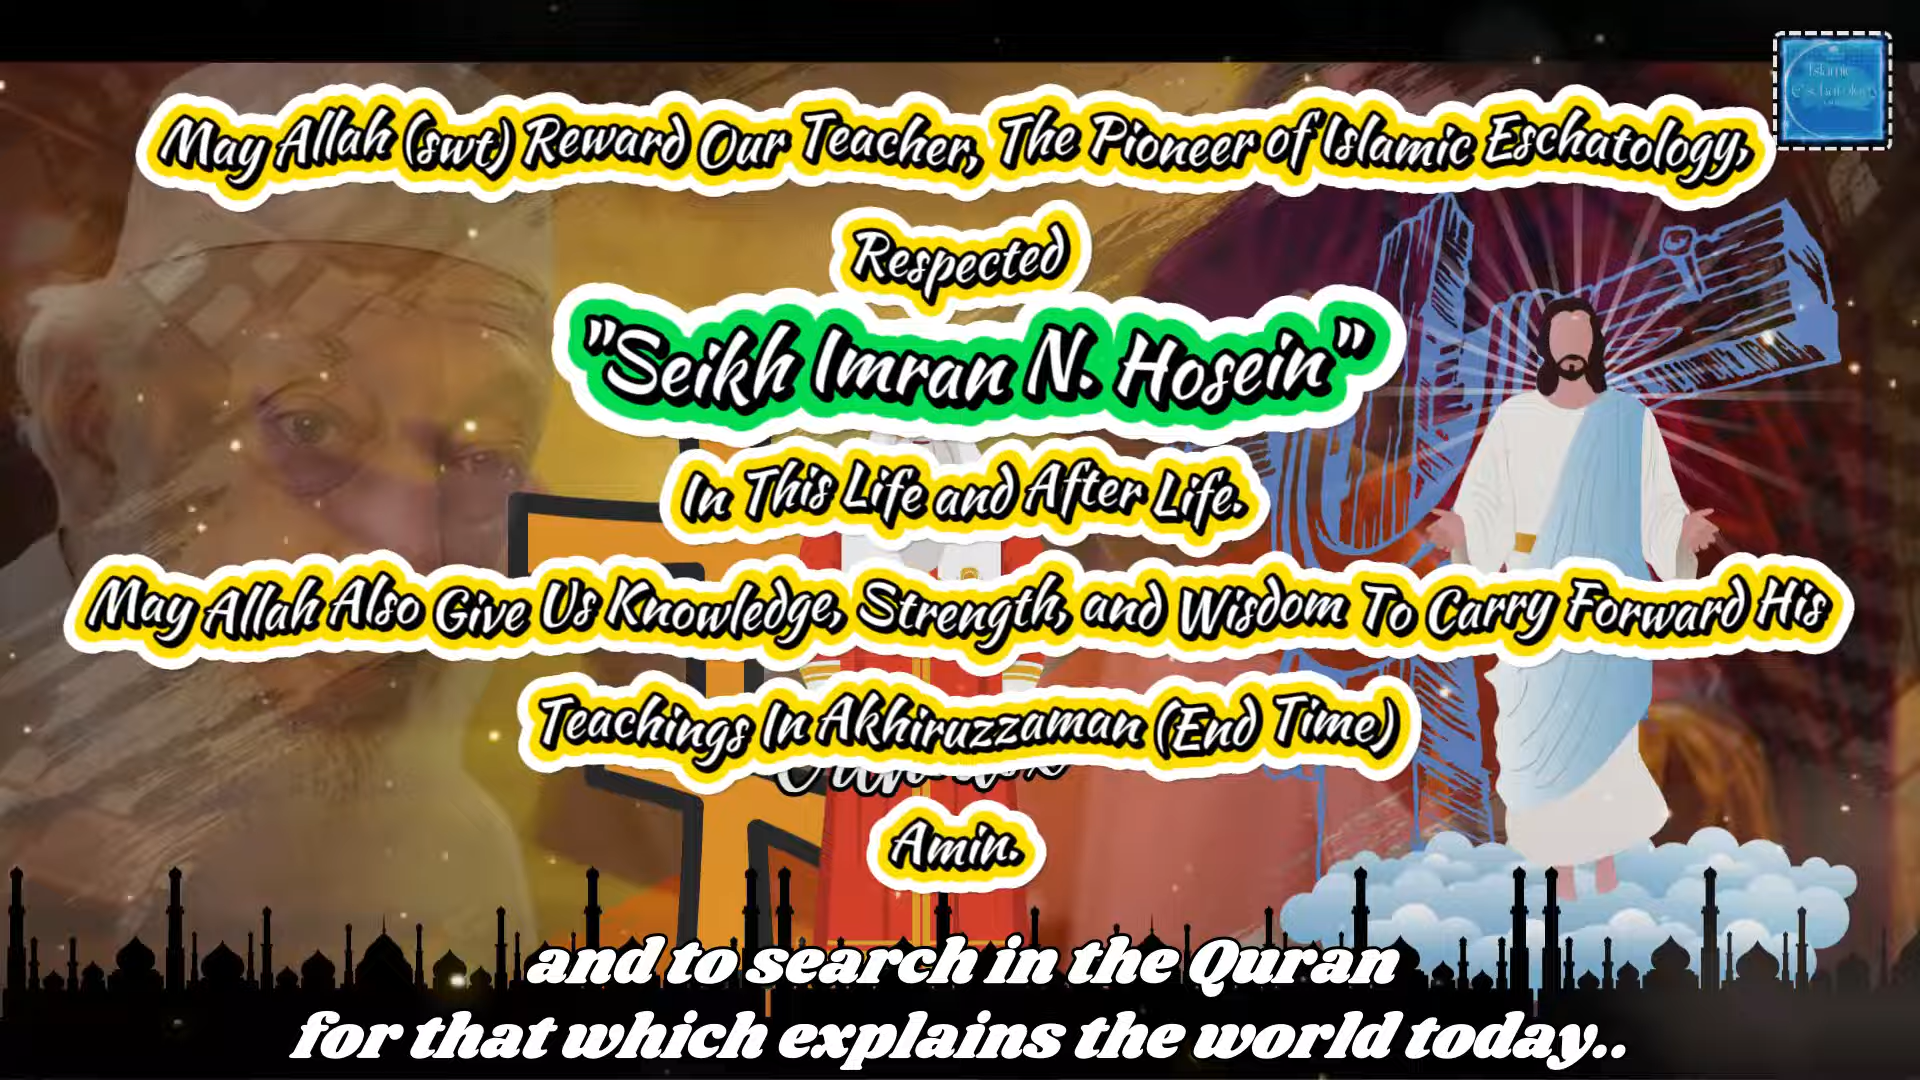 Islamic
Eschatology
May Allah (swt) Reward Our Teacher, The Pioneer of Islamic Eschatology,
Respected
"Seikh Imran N. Hosein"
In This Life and After Life.
May Allah Also Give Us Knowledge, Strength, and Wisdom To Carry Forward His
Teachings In Akhiruzzaman (End Time)
Amin.
and to search in the Quran
for that which explains the world today..